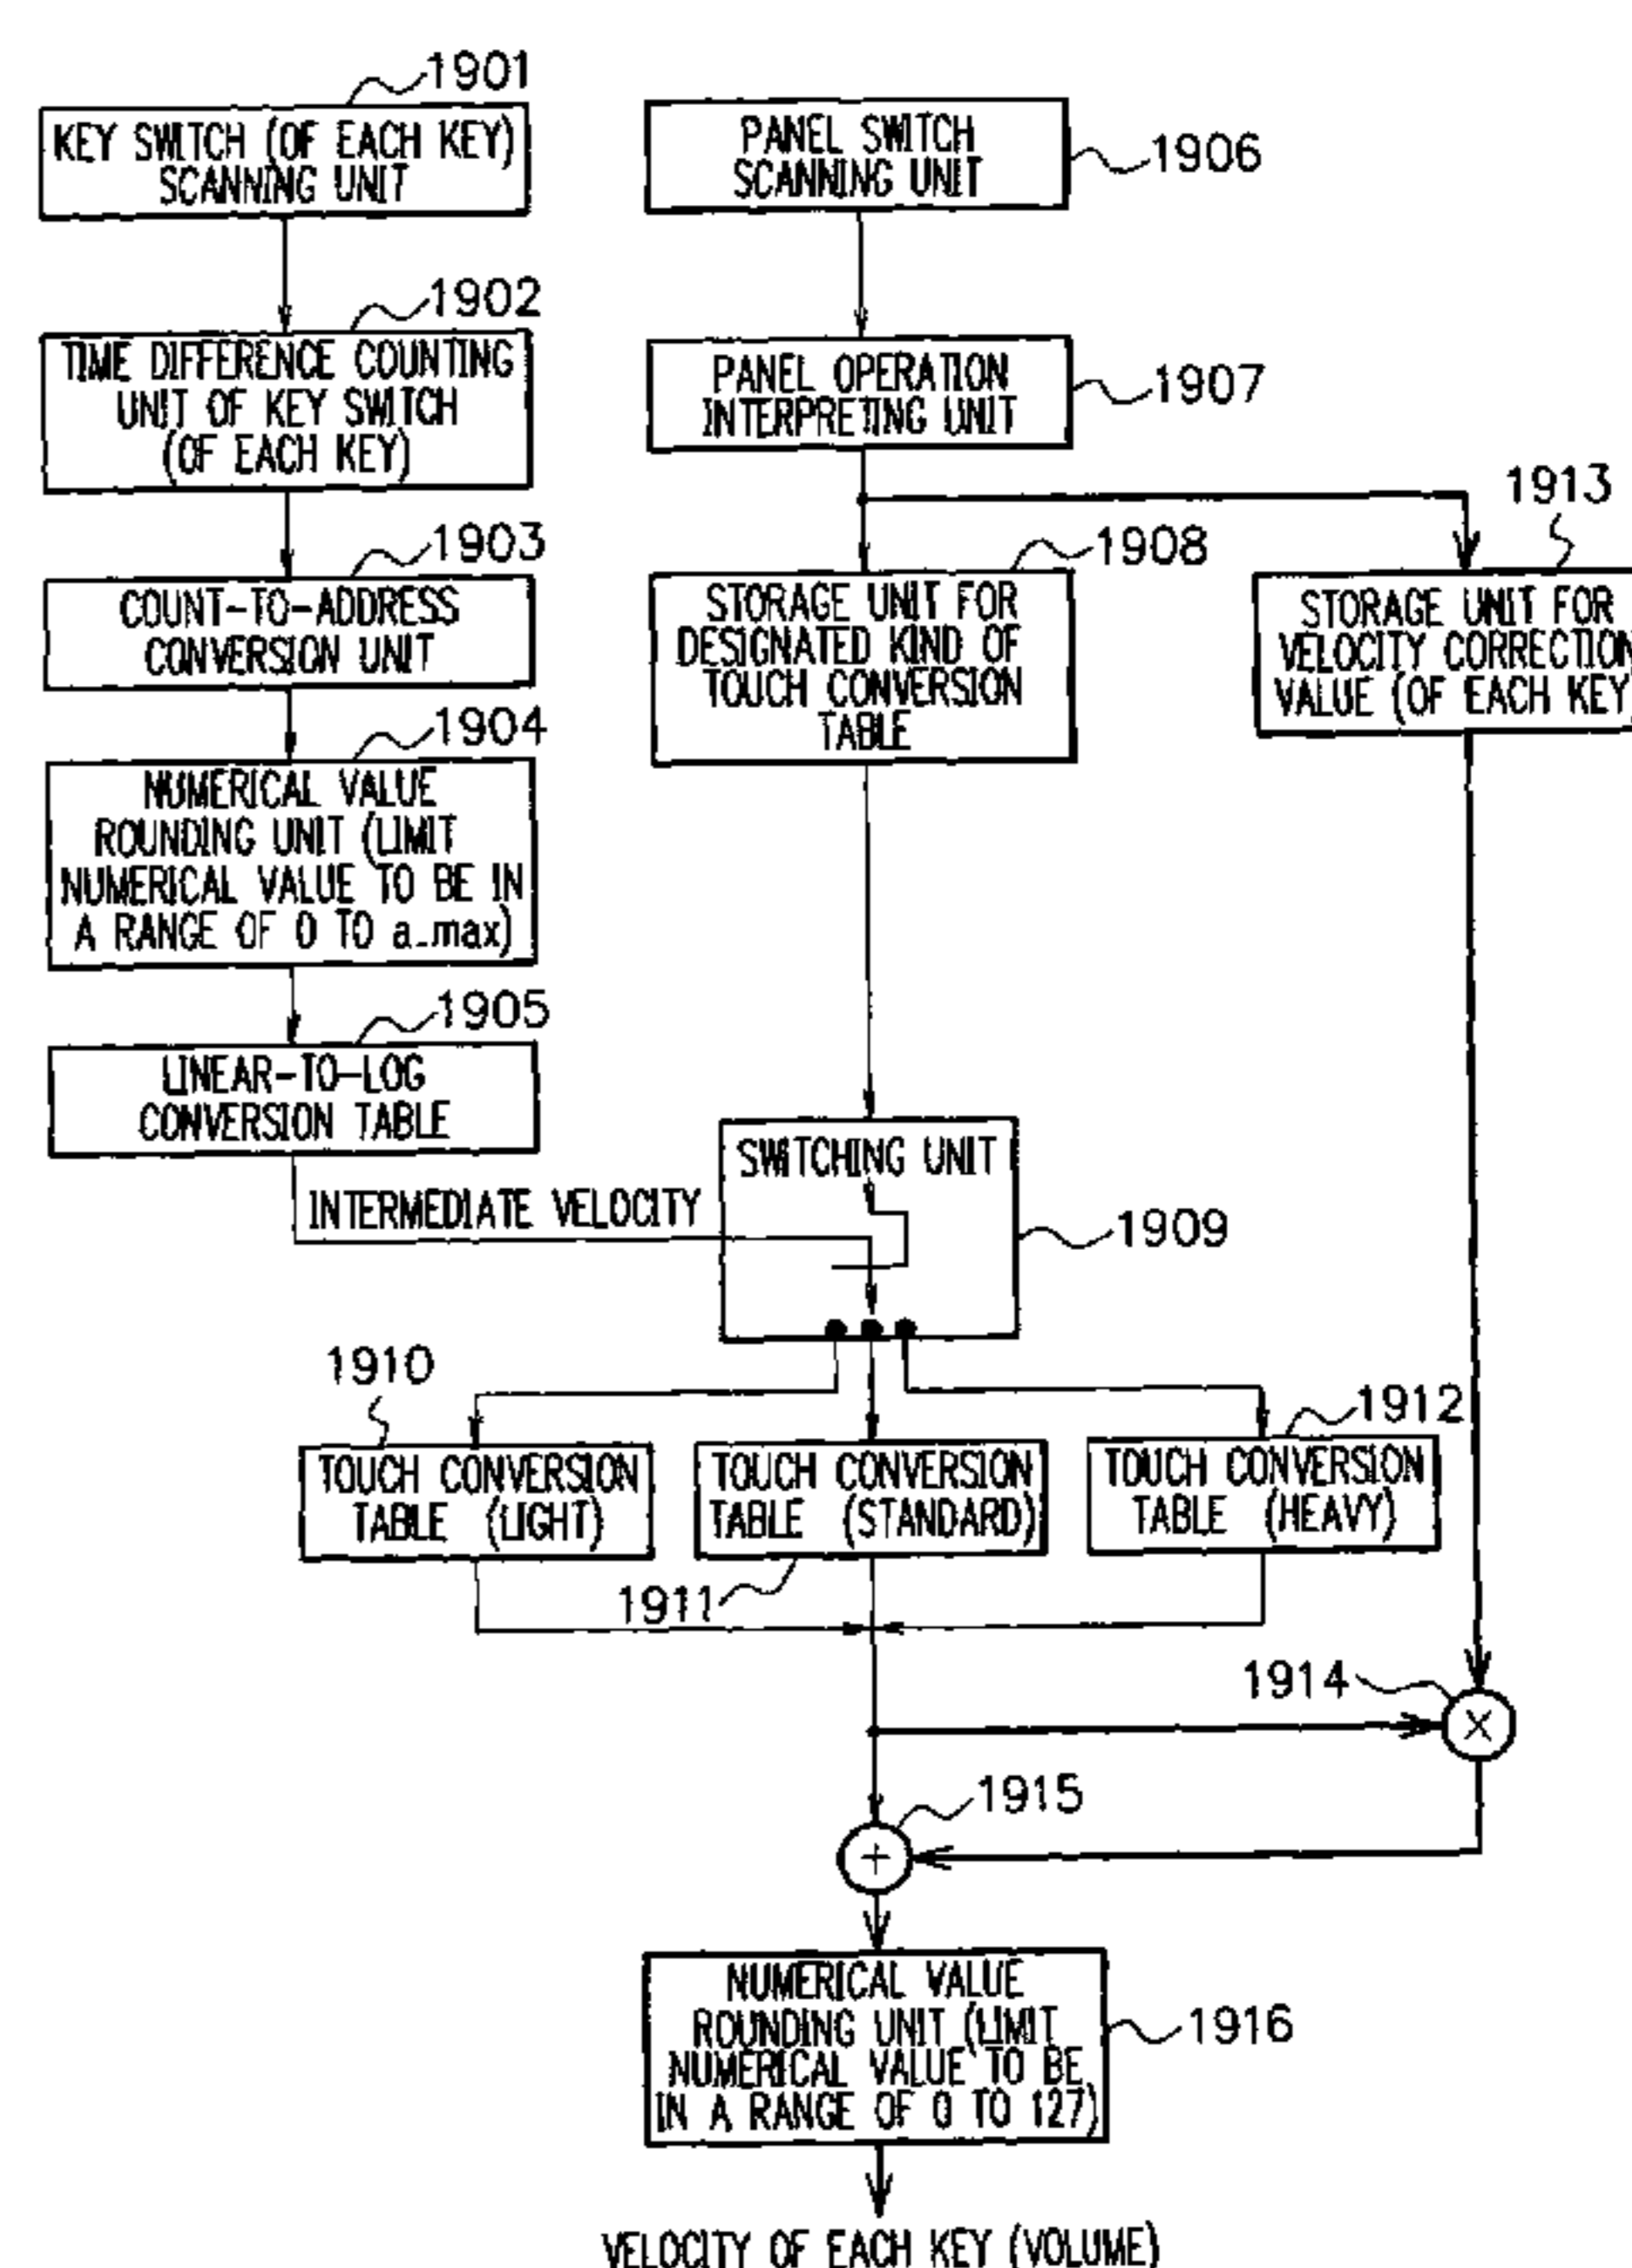 1901
KEY SWITCH (OF EACH KEY)
SCANNING UNIT
PANEL SWITCH
SCANNING UNIT
1906
1902
TIME DIFFERENCE COUNTING
UNIT OF KEY SWITCH
(OF EACH KEY)
PANEL OPERATION
INTERPRETING UNIT
1907
1903
COUNT-TO-ADDRESS
CONVERSION UNIT
1908
STORAGE UNIT FOR
DESIGNATED KIND OF
TOUCH CONVERSION
TABLE
1913
STORAGE UNIT FOR
VELOCITY CORRECTION
VALUE (OF EACH KEY)
1904
NUMERICAL VALUE
ROUNDING UNIT (LIMIT
NUMERICAL VALUE TO BE IN
A RANGE OF 0 TO a_max)
1905
LINEAR-TO-LOG
CONVERSION TABLE
INTERMEDIATE VELOCITY
SWITCHING UNIT
1909
1910
TOUCH CONVERSION
TABLE (LIGHT)
TOUCH CONVERSION
TABLE (STANDARD)
1911
1912
TOUCH CONVERSION
TABLE (HEAVY)
1914
×
1915
+
NUMERICAL VALUE
ROUNDING UNIT (LIMIT
NUMERICAL VALUE TO BE
IN A RANGE OF 0 TO 127)
1916
VELOCITY OF EACH KEY (VOLUME)